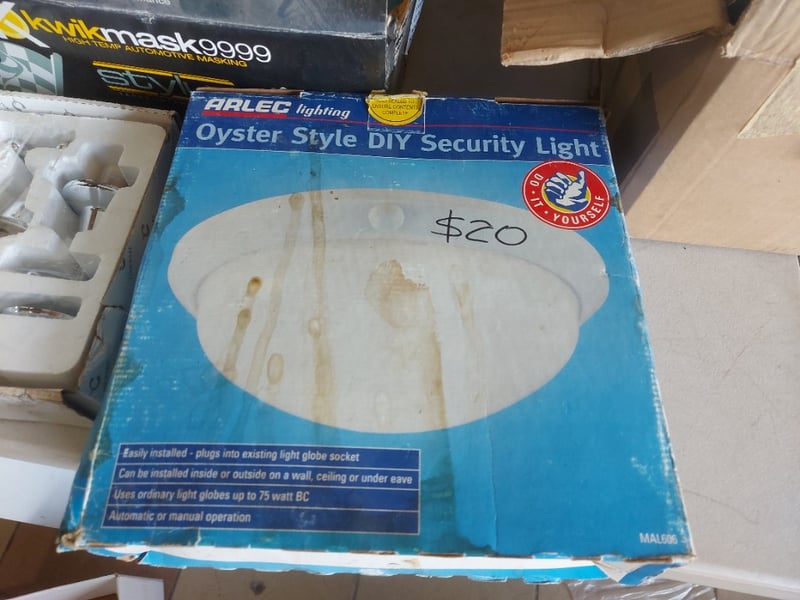 kwikmask9999
HIGH TEMP AUTOMOTIVE MASKING
ARLEC lighting
Oyster Style DIY Security Light
DO·IT·YOURSELF
$20
Easily installed - plugs into existing light globe socket
Can be installed inside or outside on a wall, ceiling or under eave
Uses ordinary light globes up to 75 watt BC
Automatic or manual operation
MAL606